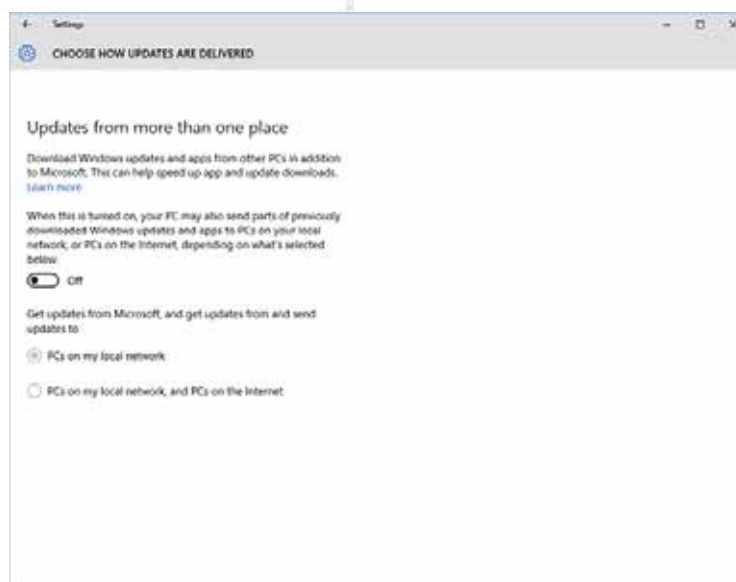 Settings
CHOOSE HOW UPDATES ARE DELIVERED
Updates from more than one place
Download Windows updates and apps from other PCs in addition
to Microsoft. This can help speed up app and update downloads.
Learn more
When this is turned on, your PC may also send parts of previously
downloaded Windows updates and apps to PCs on your local
network, or PCs on the Internet, depending on what's selected
below.
Off
Get updates from Microsoft, and get updates from and send
updates to
PCs on my local network
PCs on my local network, and PCs on the Internet